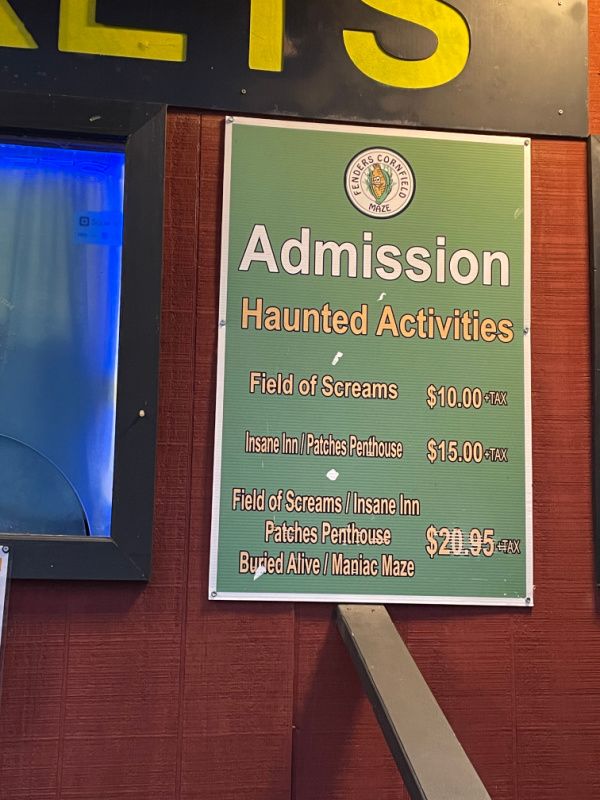 ETS
FENDERS CORNFIELD
MAZE
Admission
Haunted Activities
Field of Screams $10.00+TAX
Insane Inn / Patches Penthouse $15.00+TAX
Field of Screams / Insane Inn
Patches Penthouse $20.95+TAX
Buried Alive / Maniac Maze